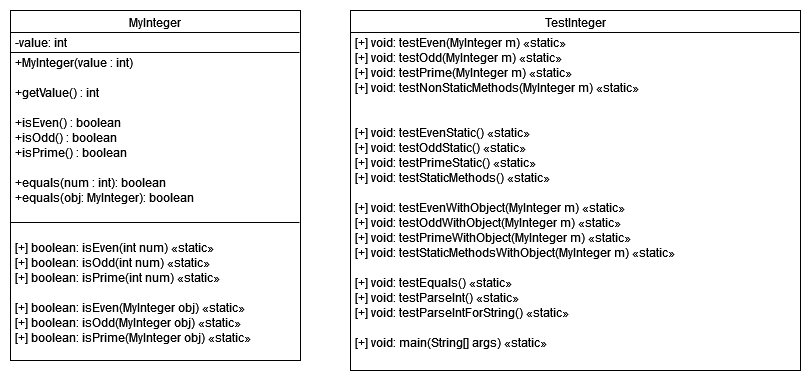 MyInteger
-value: int
+MyInteger(value : int)
+getValue() : int
+isEven() : boolean
+isOdd() : boolean
+isPrime() : boolean
+equals(num : int): boolean
+equals(obj: MyInteger): boolean
[+] boolean: isEven(int num) «static»
[+] boolean: isOdd(int num) «static»
[+] boolean: isPrime(int num) «static»
[+] boolean: isEven(MyInteger obj) «static»
[+] boolean: isOdd(MyInteger obj) «static»
[+] boolean: isPrime(MyInteger obj) «static»
TestInteger
[+] void: testEven(MyInteger m) «static»
[+] void: testOdd(MyInteger m) «static»
[+] void: testPrime(MyInteger m) «static»
[+] void: testNonStaticMethods(MyInteger m) «static»
[+] void: testEvenStatic() «static»
[+] void: testOddStatic() «static»
[+] void: testPrimeStatic() «static»
[+] void: testStaticMethods() «static»
[+] void: testEvenWithObject(MyInteger m) «static»
[+] void: testOddWithObject(MyInteger m) «static»
[+] void: testPrimeWithObject(MyInteger m) «static»
[+] void: testStaticMethodsWithObject(MyInteger m) «static»
[+] void: testEquals() «static»
[+] void: testParseInt() «static»
[+] void: testParseIntForString() «static»
[+] void: main(String[] args) «static»